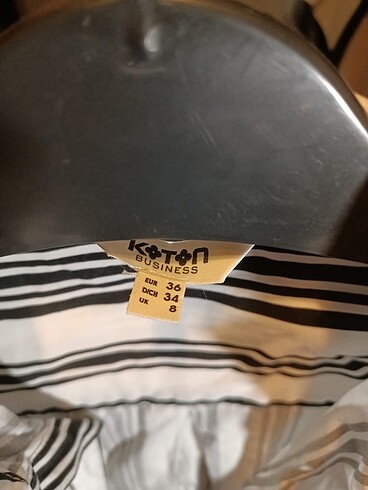 KOTON
BUSINESS
EUR 36
D/CH 34
UK 8